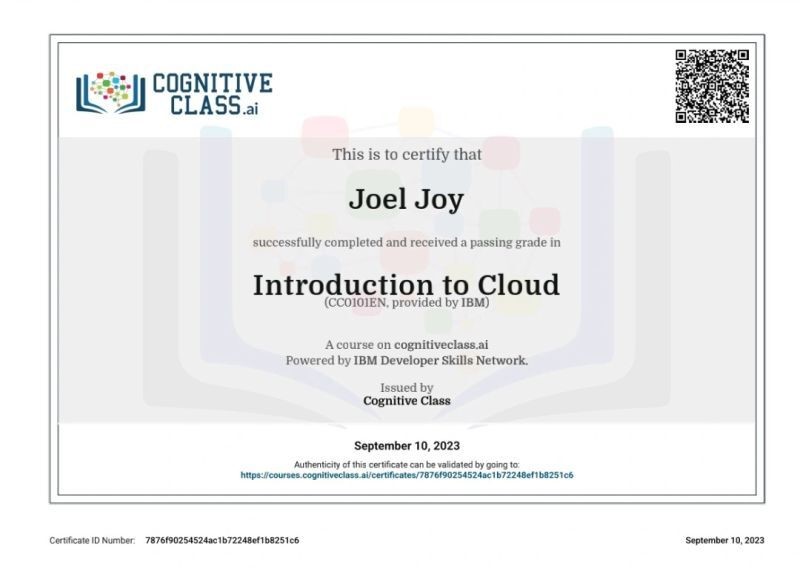 COGNITIVE
CLASS.ai
This is to certify that
Joel Joy
successfully completed and received a passing grade in
Introduction to Cloud
(CC0101EN, provided by IBM)
A course on cognitiveclass.ai
Powered by IBM Developer Skills Network.
Issued by
Cognitive Class
September 10, 2023
Authenticity of this certificate can be validated by going to:
https://courses.cognitiveclass.ai/certificates/7876f90254524ac1b72248ef1b8251c6
Certificate ID Number: 7876f90254524ac1b72248ef1b8251c6
September 10, 2023